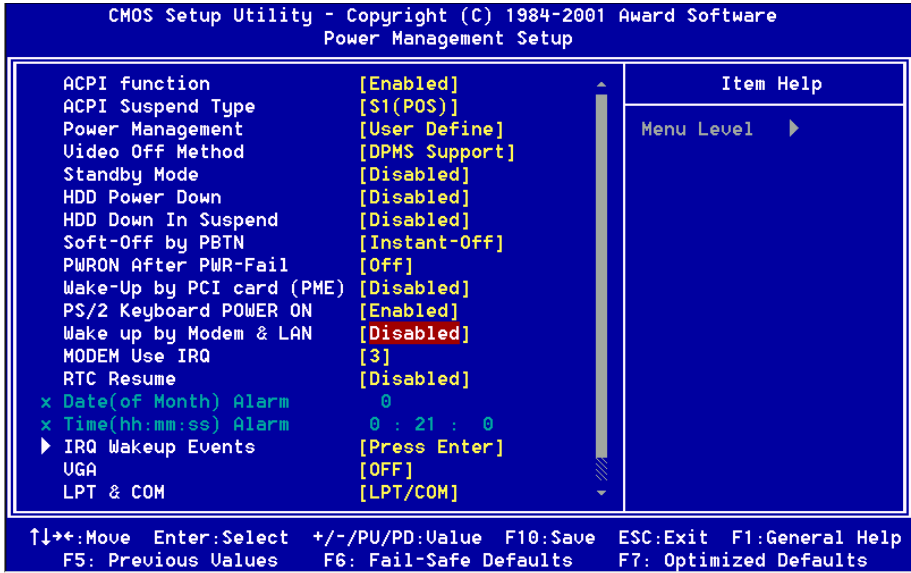 CMOS Setup Utility - Copyright (C) 1984-2001 Award Software
Power Management Setup
ACPI function [Enabled]
ACPI Suspend Type [S1(POS)]
Power Management [User Define]
Video Off Method [DPMS Support]
Standby Mode [Disabled]
HDD Power Down [Disabled]
HDD Down In Suspend [Disabled]
Soft-Off by PBTN [Instant-Off]
PWRON After PWR-Fail [Off]
Wake-Up by PCI card (PME) [Disabled]
PS/2 Keyboard POWER ON [Enabled]
Wake up by Modem & LAN [Disabled]
MODEM Use IRQ [3]
RTC Resume [Disabled]
x Date(of Month) Alarm 0
x Time(hh:mm:ss) Alarm 0 : 21 : 0
IRQ Wakeup Events [Press Enter]
VGA [OFF]
LPT & COM [LPT/COM]
Item Help
Menu Level
↑↓→←:Move Enter:Select +/-/PU/PD:Value F10:Save ESC:Exit F1:General Help
F5: Previous Values F6: Fail-Safe Defaults F7: Optimized Defaults